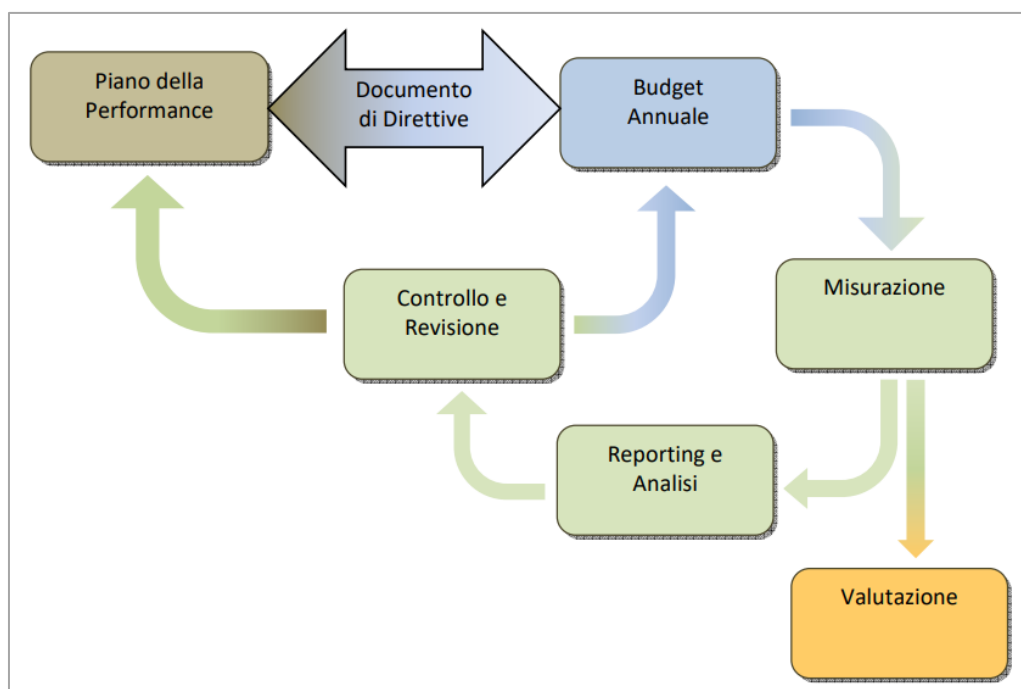 Piano della
Performance
Documento
di Direttive
Budget
Annuale
Controllo e
Revisione
Misurazione
Reporting e
Analisi
Valutazione